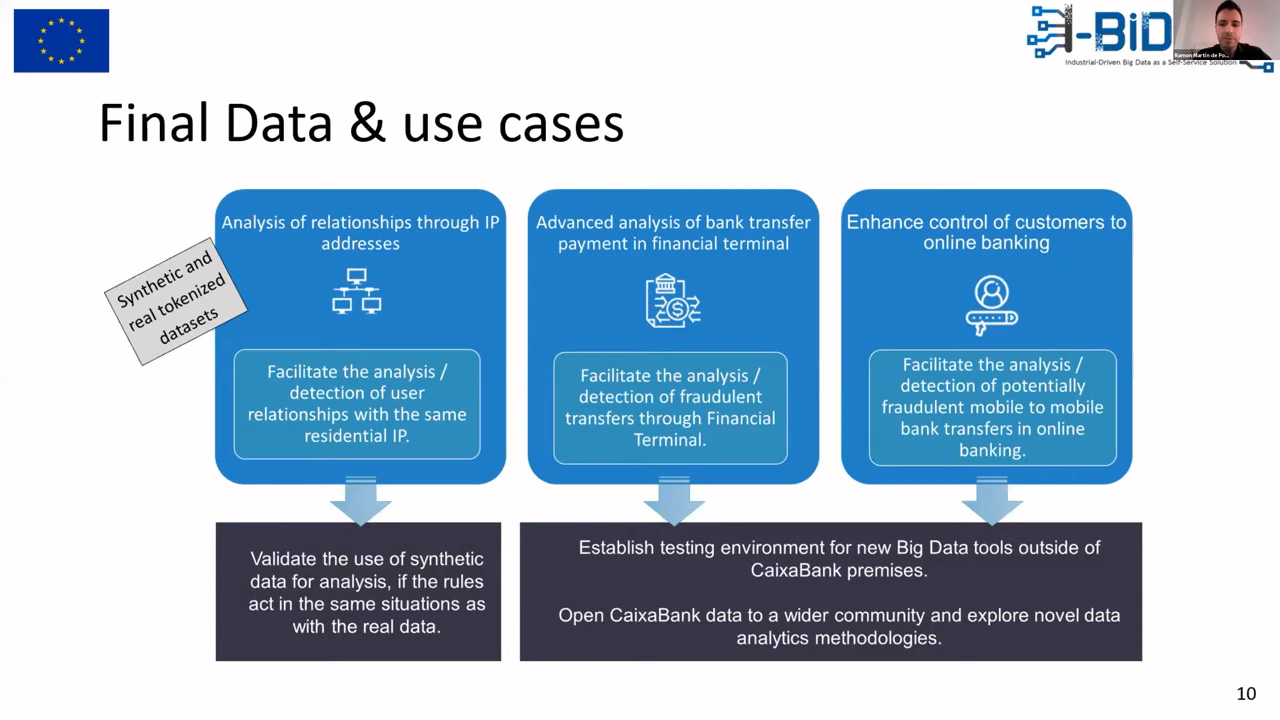 I-BiD
Industrial-Driven Big Data as a Self-Service Solution
Ramon Martin de Po...
Final Data & use cases
Synthetic and
real tokenized
datasets
Analysis of relationships through IP
addresses
Facilitate the analysis /
detection of user
relationships with the same
residential IP.
Advanced analysis of bank transfer
payment in financial terminal
Facilitate the analysis /
detection of fraudulent
transfers through Financial
Terminal.
Enhance control of customers to
online banking
Facilitate the analysis /
detection of potentially
fraudulent mobile to mobile
bank transfers in online
banking.
Validate the use of synthetic
data for analysis, if the rules
act in the same situations as
with the real data.
Establish testing environment for new Big Data tools outside of
CaixaBank premises.
Open CaixaBank data to a wider community and explore novel data
analytics methodologies.
10